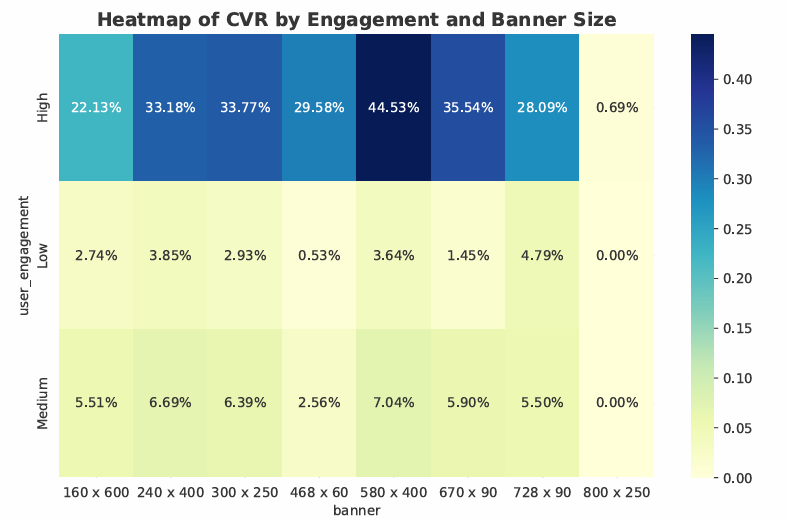 Heatmap of CVR by Engagement and Banner Size
user_engagement
High
22.13% 33.18% 33.77% 29.58% 44.53% 35.54% 28.09% 0.69%
Low
2.74% 3.85% 2.93% 0.53% 3.64% 1.45% 4.79% 0.00%
Medium
5.51% 6.69% 6.39% 2.56% 7.04% 5.90% 5.50% 0.00%
160 x 600 240 x 400 300 x 250 468 x 60 580 x 400 670 x 90 728 x 90 800 x 250
banner
0.40
0.35
0.30
0.25
0.20
0.15
0.10
0.05
0.00